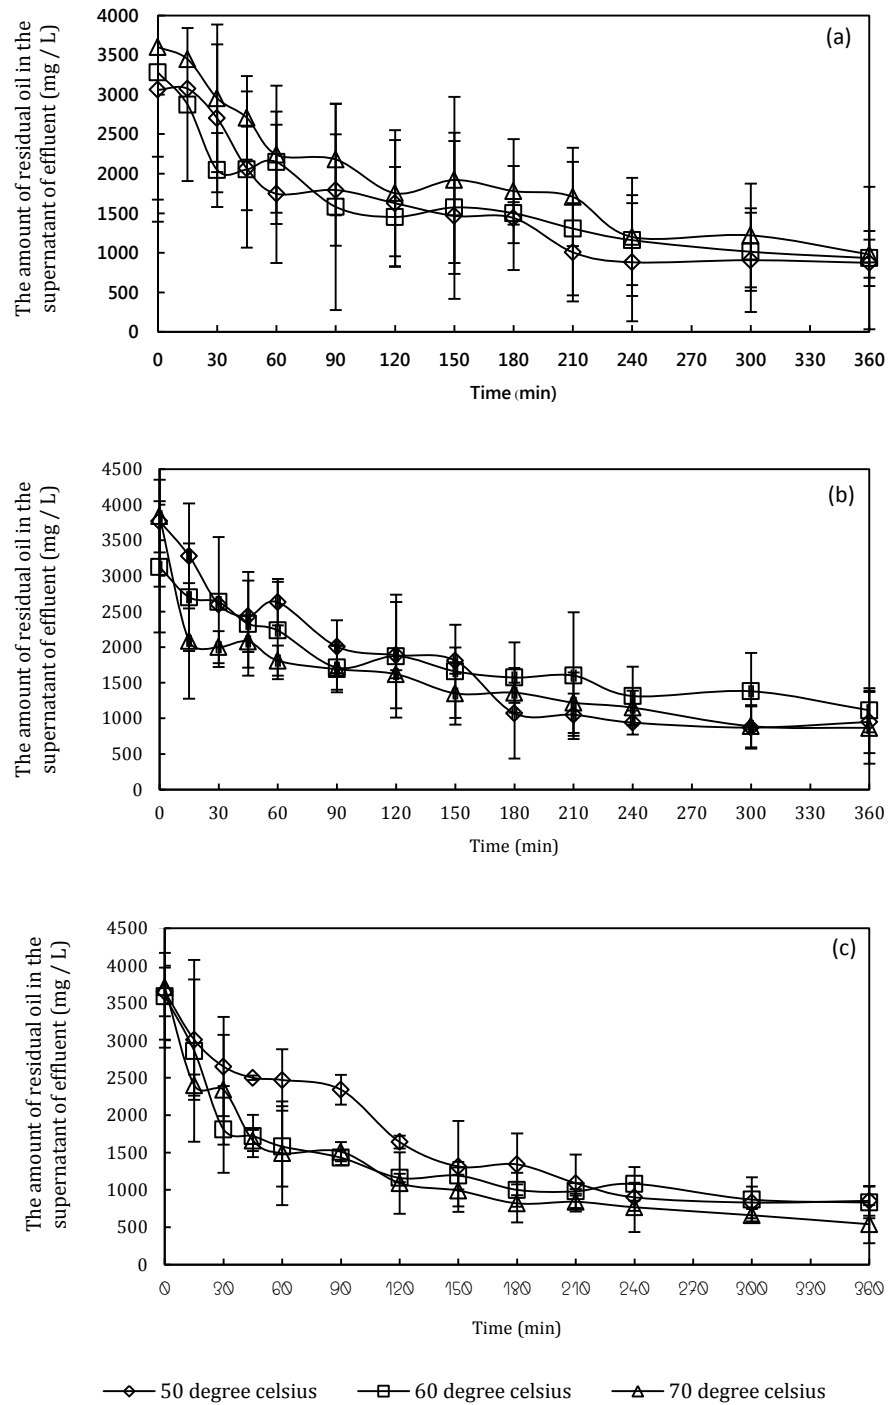 The amount of residual oil in the
supernatant of effluent (mg / L)
4000
3500
3000
2500
2000
1500
1000
500
0
(a)
0 30 60 90 120 150 180 210 240 270 300 330 360
Time (min)
The amount of residual oil in the
supernatant of effluent (mg / L)
4500
4000
3500
3000
2500
2000
1500
1000
500
0
(b)
0 30 60 90 120 150 180 210 240 270 300 330 360
Time (min)
The amount of residual oil in the
supernatant of effluent (mg / L)
4500
4000
3500
3000
2500
2000
1500
1000
500
0
(c)
0 30 60 90 120 150 180 210 240 270 300 330 360
Time (min)
50 degree celsius 60 degree celsius 70 degree celsius